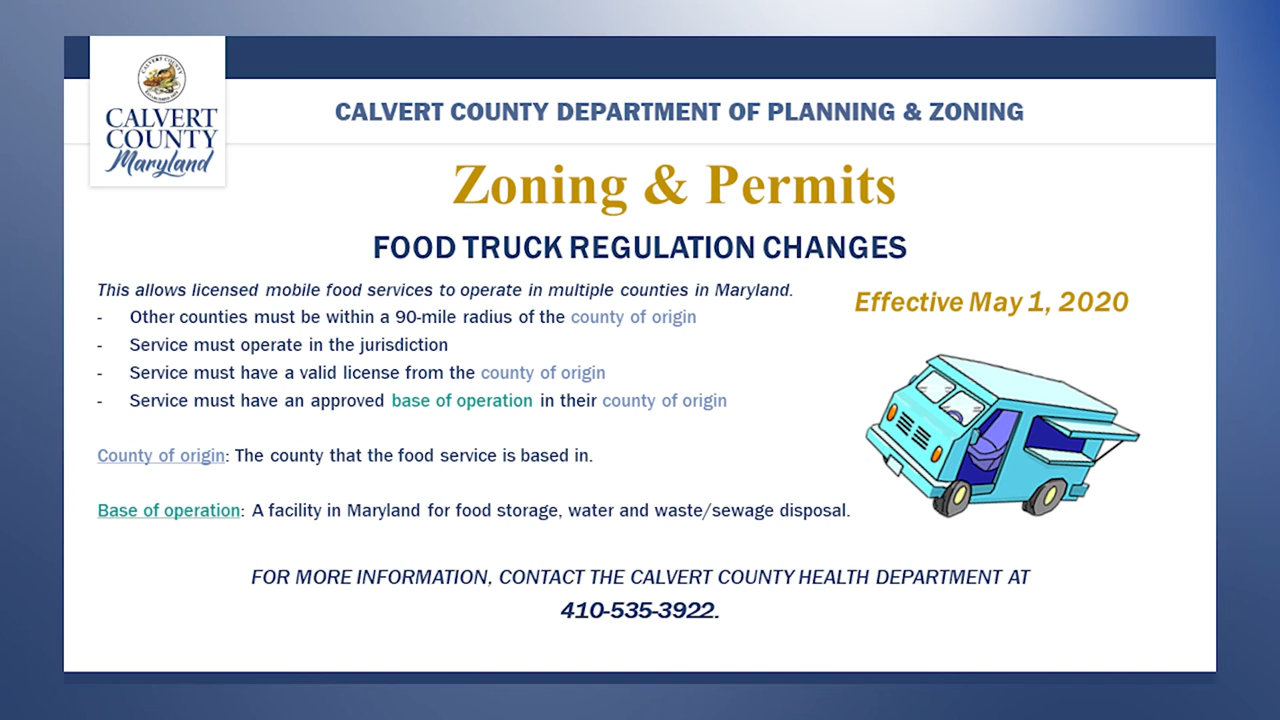 CALVERT COUNTY
CALVERT
COUNTY
Maryland
CALVERT COUNTY DEPARTMENT OF PLANNING & ZONING
Zoning & Permits
FOOD TRUCK REGULATION CHANGES
This allows licensed mobile food services to operate in multiple counties in Maryland.
Effective May 1, 2020
- Other counties must be within a 90-mile radius of the county of origin
- Service must operate in the jurisdiction
- Service must have a valid license from the county of origin
- Service must have an approved base of operation in their county of origin
County of origin: The county that the food service is based in.
Base of operation: A facility in Maryland for food storage, water and waste/sewage disposal.
FOR MORE INFORMATION, CONTACT THE CALVERT COUNTY HEALTH DEPARTMENT AT
410-535-3922.